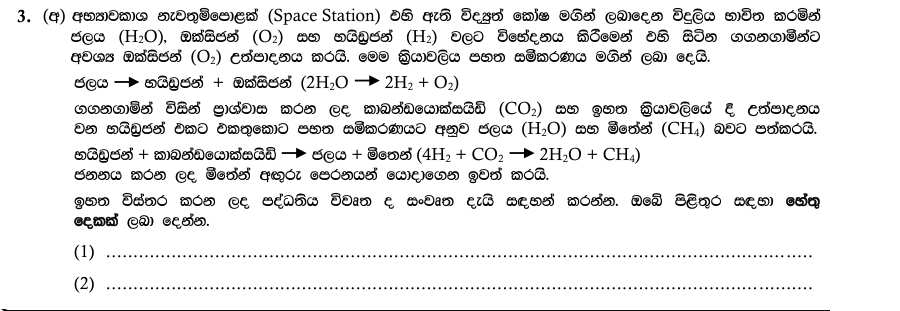 3. (අ) අභ්‍යාවකාශ නැවතුම්පොළක් (Space Station) එහි ඇති විද්‍යුත් කෝෂ මගින් ලබාදෙන විදුලිය භාවිත කරමින්
ජලය (H₂O), ඔක්සිජන් (O₂) සහ හයිඩ්‍රජන් (H₂) වලට විභේදනය කිරීමෙන් එහි සිටින ගගනගාමීන්ට
අවශ්‍ය ඔක්සිජන් (O₂) උත්පාදනය කරයි. මෙම ක්‍රියාවලිය පහත සමීකරණය මගින් ලබා දෙයි.
ජලය → හයිඩ්‍රජන් + ඔක්සිජන් (2H₂O → 2H₂ + O₂)
ගගනගාමීන් විසින් ප්‍රාශ්වාස කරන ලද කාබන්ඩයොක්සයිඩ් (CO₂) සහ ඉහත ක්‍රියාවලියේ දී උත්පාදනය
වන හයිඩ්‍රජන් එකට එකතුකොට පහත සමීකරණයට අනුව ජලය (H₂O) සහ මීතේන් (CH₄) බවට පත්කරයි.
හයිඩ්‍රජන් + කාබන්ඩයොක්සයිඩ් → ජලය + මීතෙන් (4H₂ + CO₂ → 2H₂O + CH₄)
ජනනය කරන ලද මීතේන් අඟුරු පෙරනයන් යොදාගෙන ඉවත් කරයි.
ඉහත විස්තර කරන ලද පද්ධතිය විවෘත ද සංවෘත දැයි සඳහන් කරන්න. ඔබේ පිළිතුර සඳහා හේතු
දෙකක් ලබා දෙන්න.
(1) ................................................................................
(2) ................................................................................